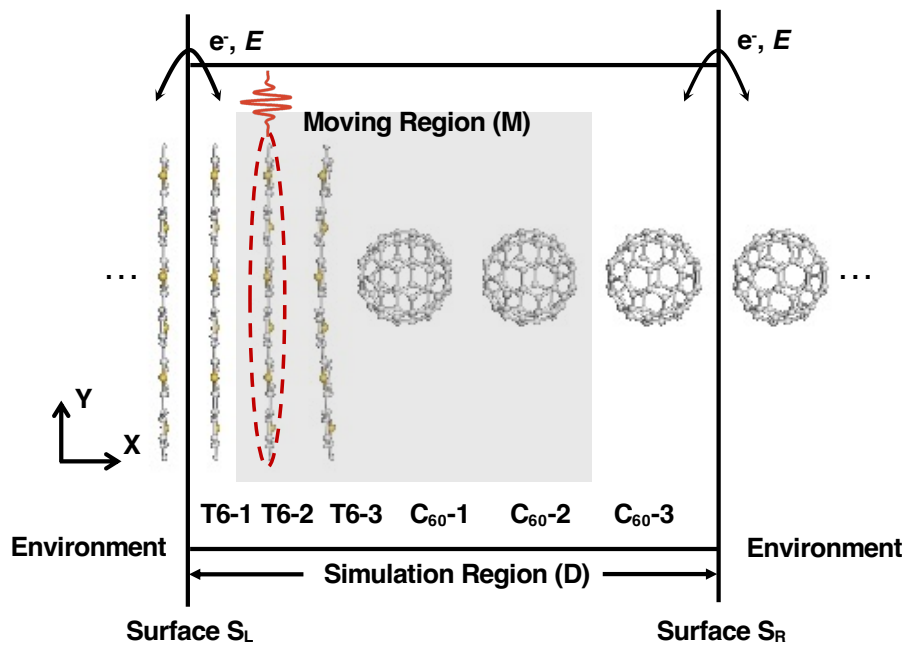 e⁻, E
e⁻, E
Moving Region (M)
...
...
Y
X
T6-1 T6-2 T6-3 C₆₀-1 C₆₀-2 C₆₀-3
Environment
Environment
Simulation Region (D)
Surface S_L
Surface S_R